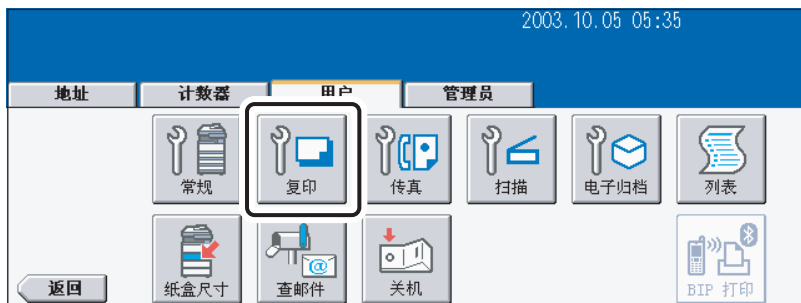 2003.10.05 05:35
地址 计数器 用户 管理员
常规 复印 传真 扫描 电子归档 列表
@
返回 纸盒尺寸 查邮件 关机 BIP 打印